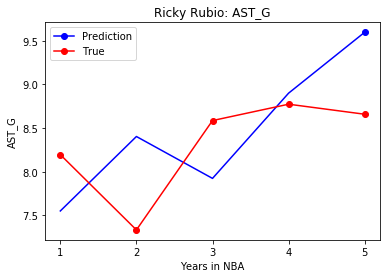 Ricky Rubio: AST_G
Prediction
True
AST_G
9.5
9.0
8.5
8.0
7.5
1 2 3 4 5
Years in NBA